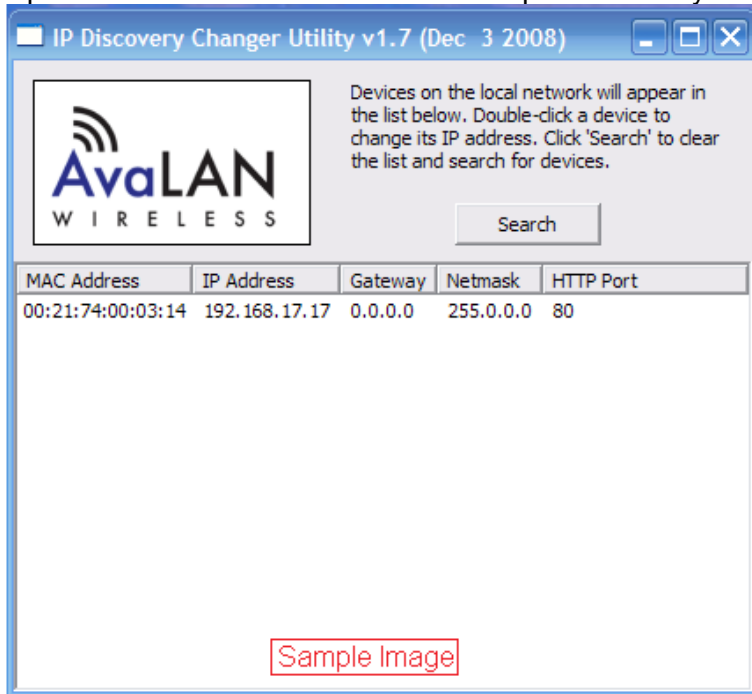 IP Discovery Changer Utility v1.7 (Dec 3 2008)
Devices on the local network will appear in
the list below. Double-click a device to
change its IP address. Click 'Search' to clear
the list and search for devices.
AvaLAN
WIRELESS
Search
MAC Address IP Address Gateway Netmask HTTP Port
00:21:74:00:03:14 192.168.17.17 0.0.0.0 255.0.0.0 80
Sample Image